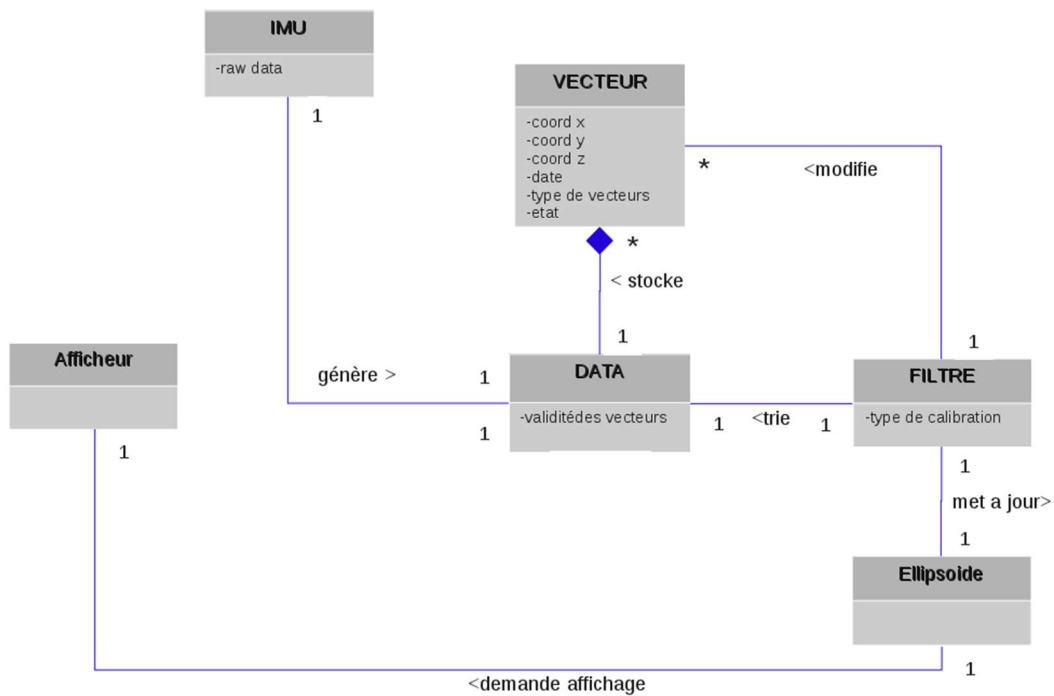 IMU
-raw data
1
VECTEUR
-coord x
-coord y
-coord z
-date
-type de vecteurs
-etat
*
<modifie
*
< stocke
1
1
Afficheur
1
génère >
1
DATA
-validitédes vecteurs
1
1
<trie
1
FILTRE
-type de calibration
1
met a jour>
1
Ellipsoide
1
<demande affichage